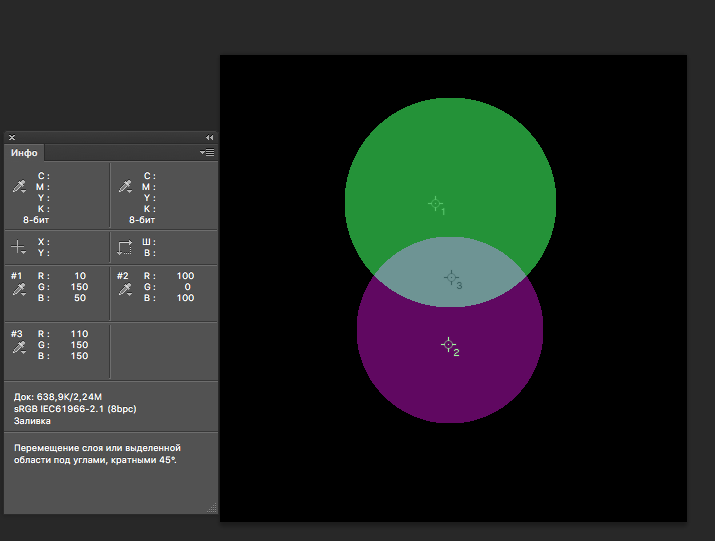 Инфо
C : C :
M : M :
Y : Y :
K : K :
8-бит 8-бит
X : Ш :
Y : В :
#1 R : 10 #2 R : 100
G : 150 G : 0
B : 50 B : 100
#3 R : 110
G : 150
B : 150
Док: 638,9K/2,24M
sRGB IEC61966-2.1 (8bpc)
Заливка
Перемещение слоя или выделенной
области под углами, кратными 45°.
1
3
2